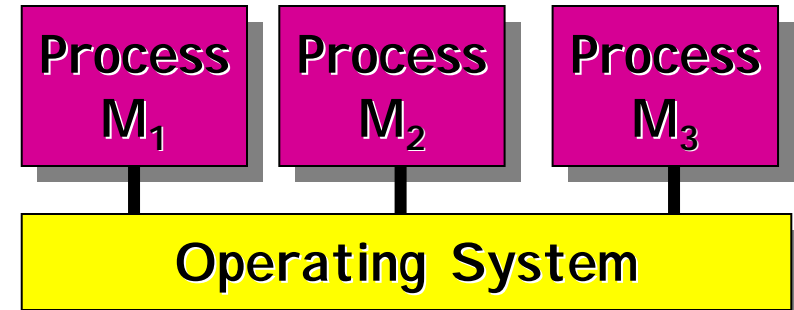 Process Process Process
M₁ M₂ M₃
Operating System